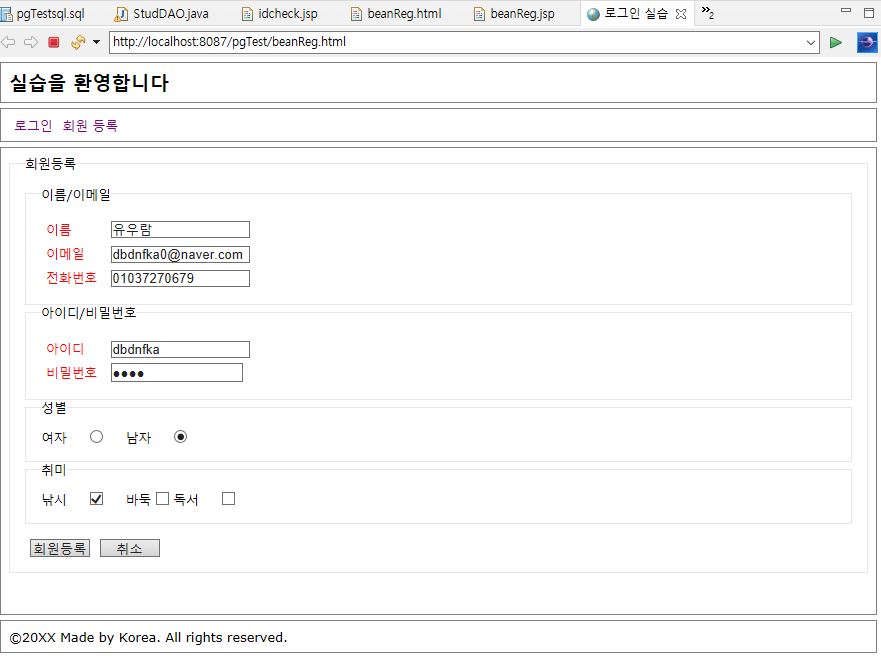 pgTestsql.sql StudDAO.java idcheck.jsp beanReg.html beanReg.jsp 로그인 실습 »2
http://localhost:8087/pgTest/beanReg.html
실습을 환영합니다
로그인 회원 등록
회원등록
이름/이메일
이름 유우람
이메일 dbdnfka0@naver.com
전화번호 01037270679
아이디/비밀번호
아이디 dbdnfka
비밀번호 ●●●●
성별
여자 남자
취미
낚시 바둑 독서
회원등록 취소
©20XX Made by Korea. All rights reserved.